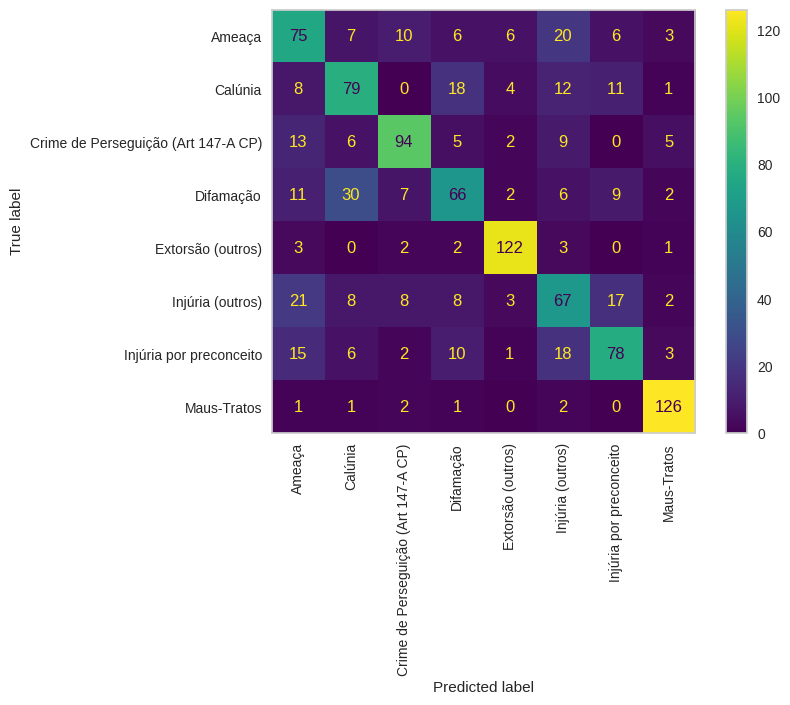 True label
Ameaça 75 7 10 6 6 20 6 3
Calúnia 8 79 0 18 4 12 11 1
Crime de Perseguição (Art 147-A CP) 13 6 94 5 2 9 0 5
Difamação 11 30 7 66 2 6 9 2
Extorsão (outros) 3 0 2 2 122 3 0 1
Injúria (outros) 21 8 8 8 3 67 17 2
Injúria por preconceito 15 6 2 10 1 18 78 3
Maus-Tratos 1 1 2 1 0 2 0 126
Ameaça
Calúnia
Crime de Perseguição (Art 147-A CP)
Difamação
Extorsão (outros)
Injúria (outros)
Injúria por preconceito
Maus-Tratos
Predicted label
120
100
80
60
40
20
0